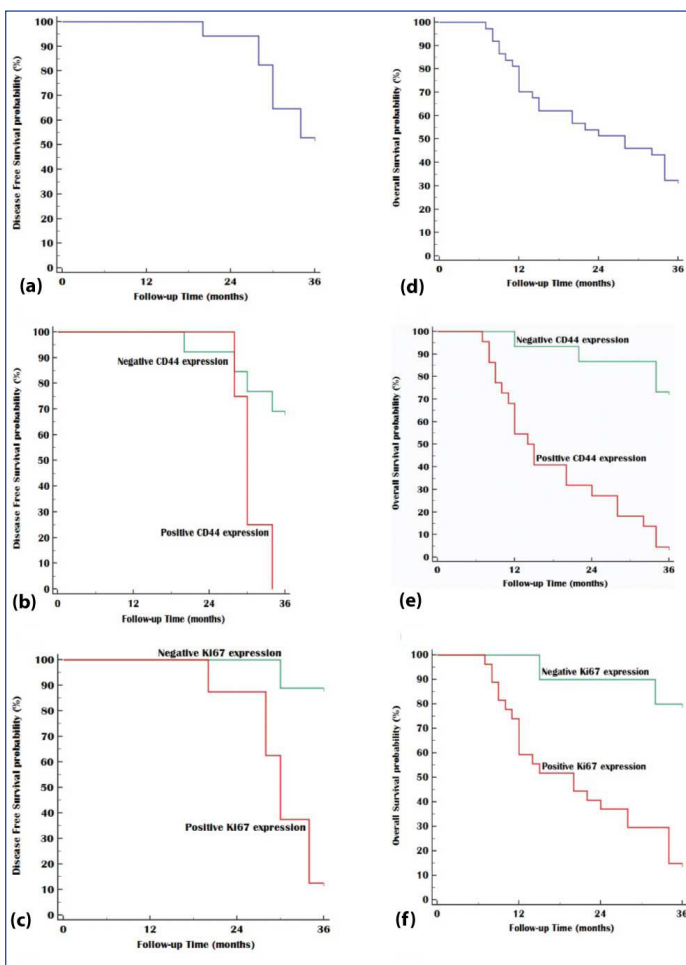 100
90
80
70
60
50
40
30
20
10
0
Disease Free Survival probability (%)
0 12 24 36
Follow-up Time (months)
(a)
100
90
80
70
60
50
40
30
20
10
0
Overall Survival probability (%)
0 12 24 36
Follow-up Time (months)
(d)
100
90
80
70
60
50
40
30
20
10
0
Disease Free Survival probability (%)
Negative CD44 expression
Positive CD44 expression
0 12 24 36
Follow-up Time (months)
(b)
100
90
80
70
60
50
40
30
20
10
0
Overall Survival probability (%)
Negative CD44 expression
Positive CD44 expression
0 12 24 36
Follow-up Time (months)
(e)
100
90
80
70
60
50
40
30
20
10
0
Disease Free Survival probability (%)
Negative Ki67 expression
Positive Ki67 expression
0 12 24 36
Follow-up Time (months)
(c)
100
90
80
70
60
50
40
30
20
10
0
Overall Survival probability (%)
Negative Ki67 expression
Positive Ki67 expression
0 12 24 36
Follow-up Time (months)
(f)